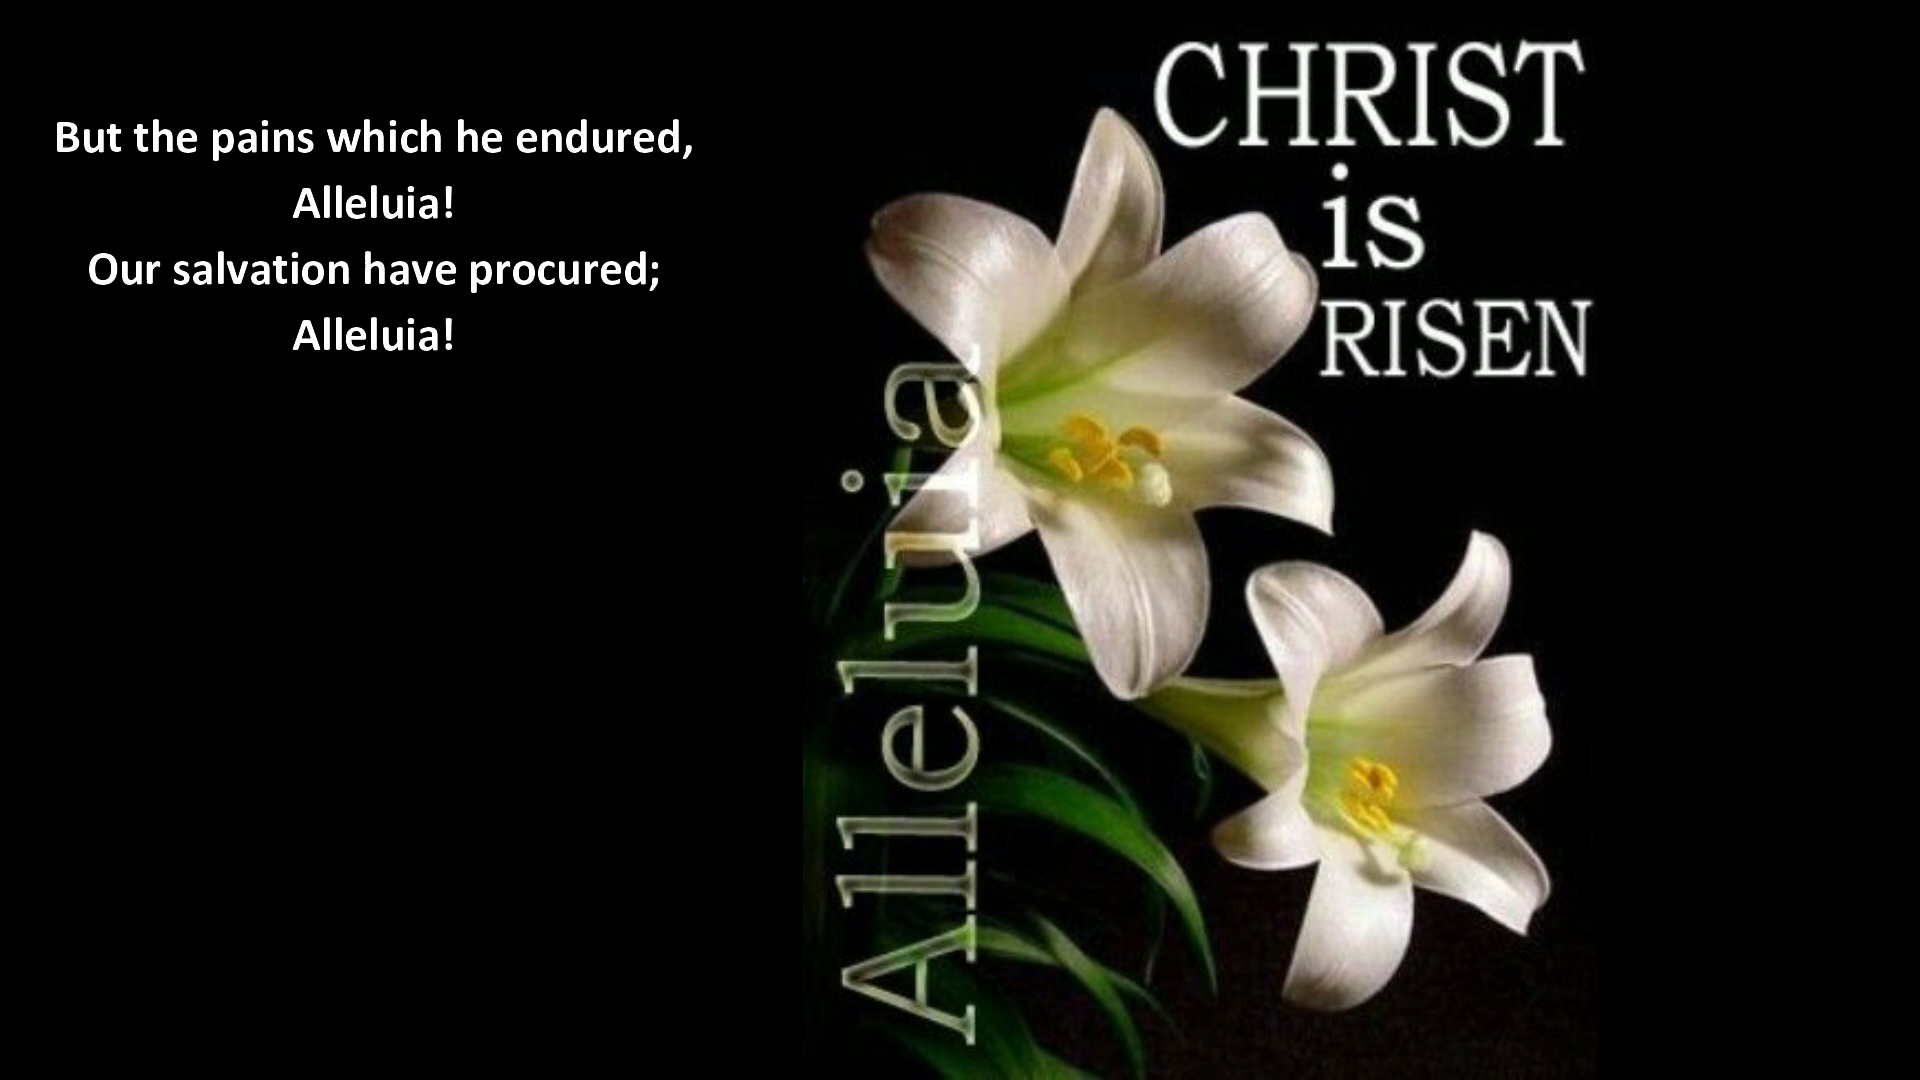 But the pains which he endured,
Alleluia!
Our salvation have procured;
Alleluia!
CHRIST
is
RISEN
Alleluia